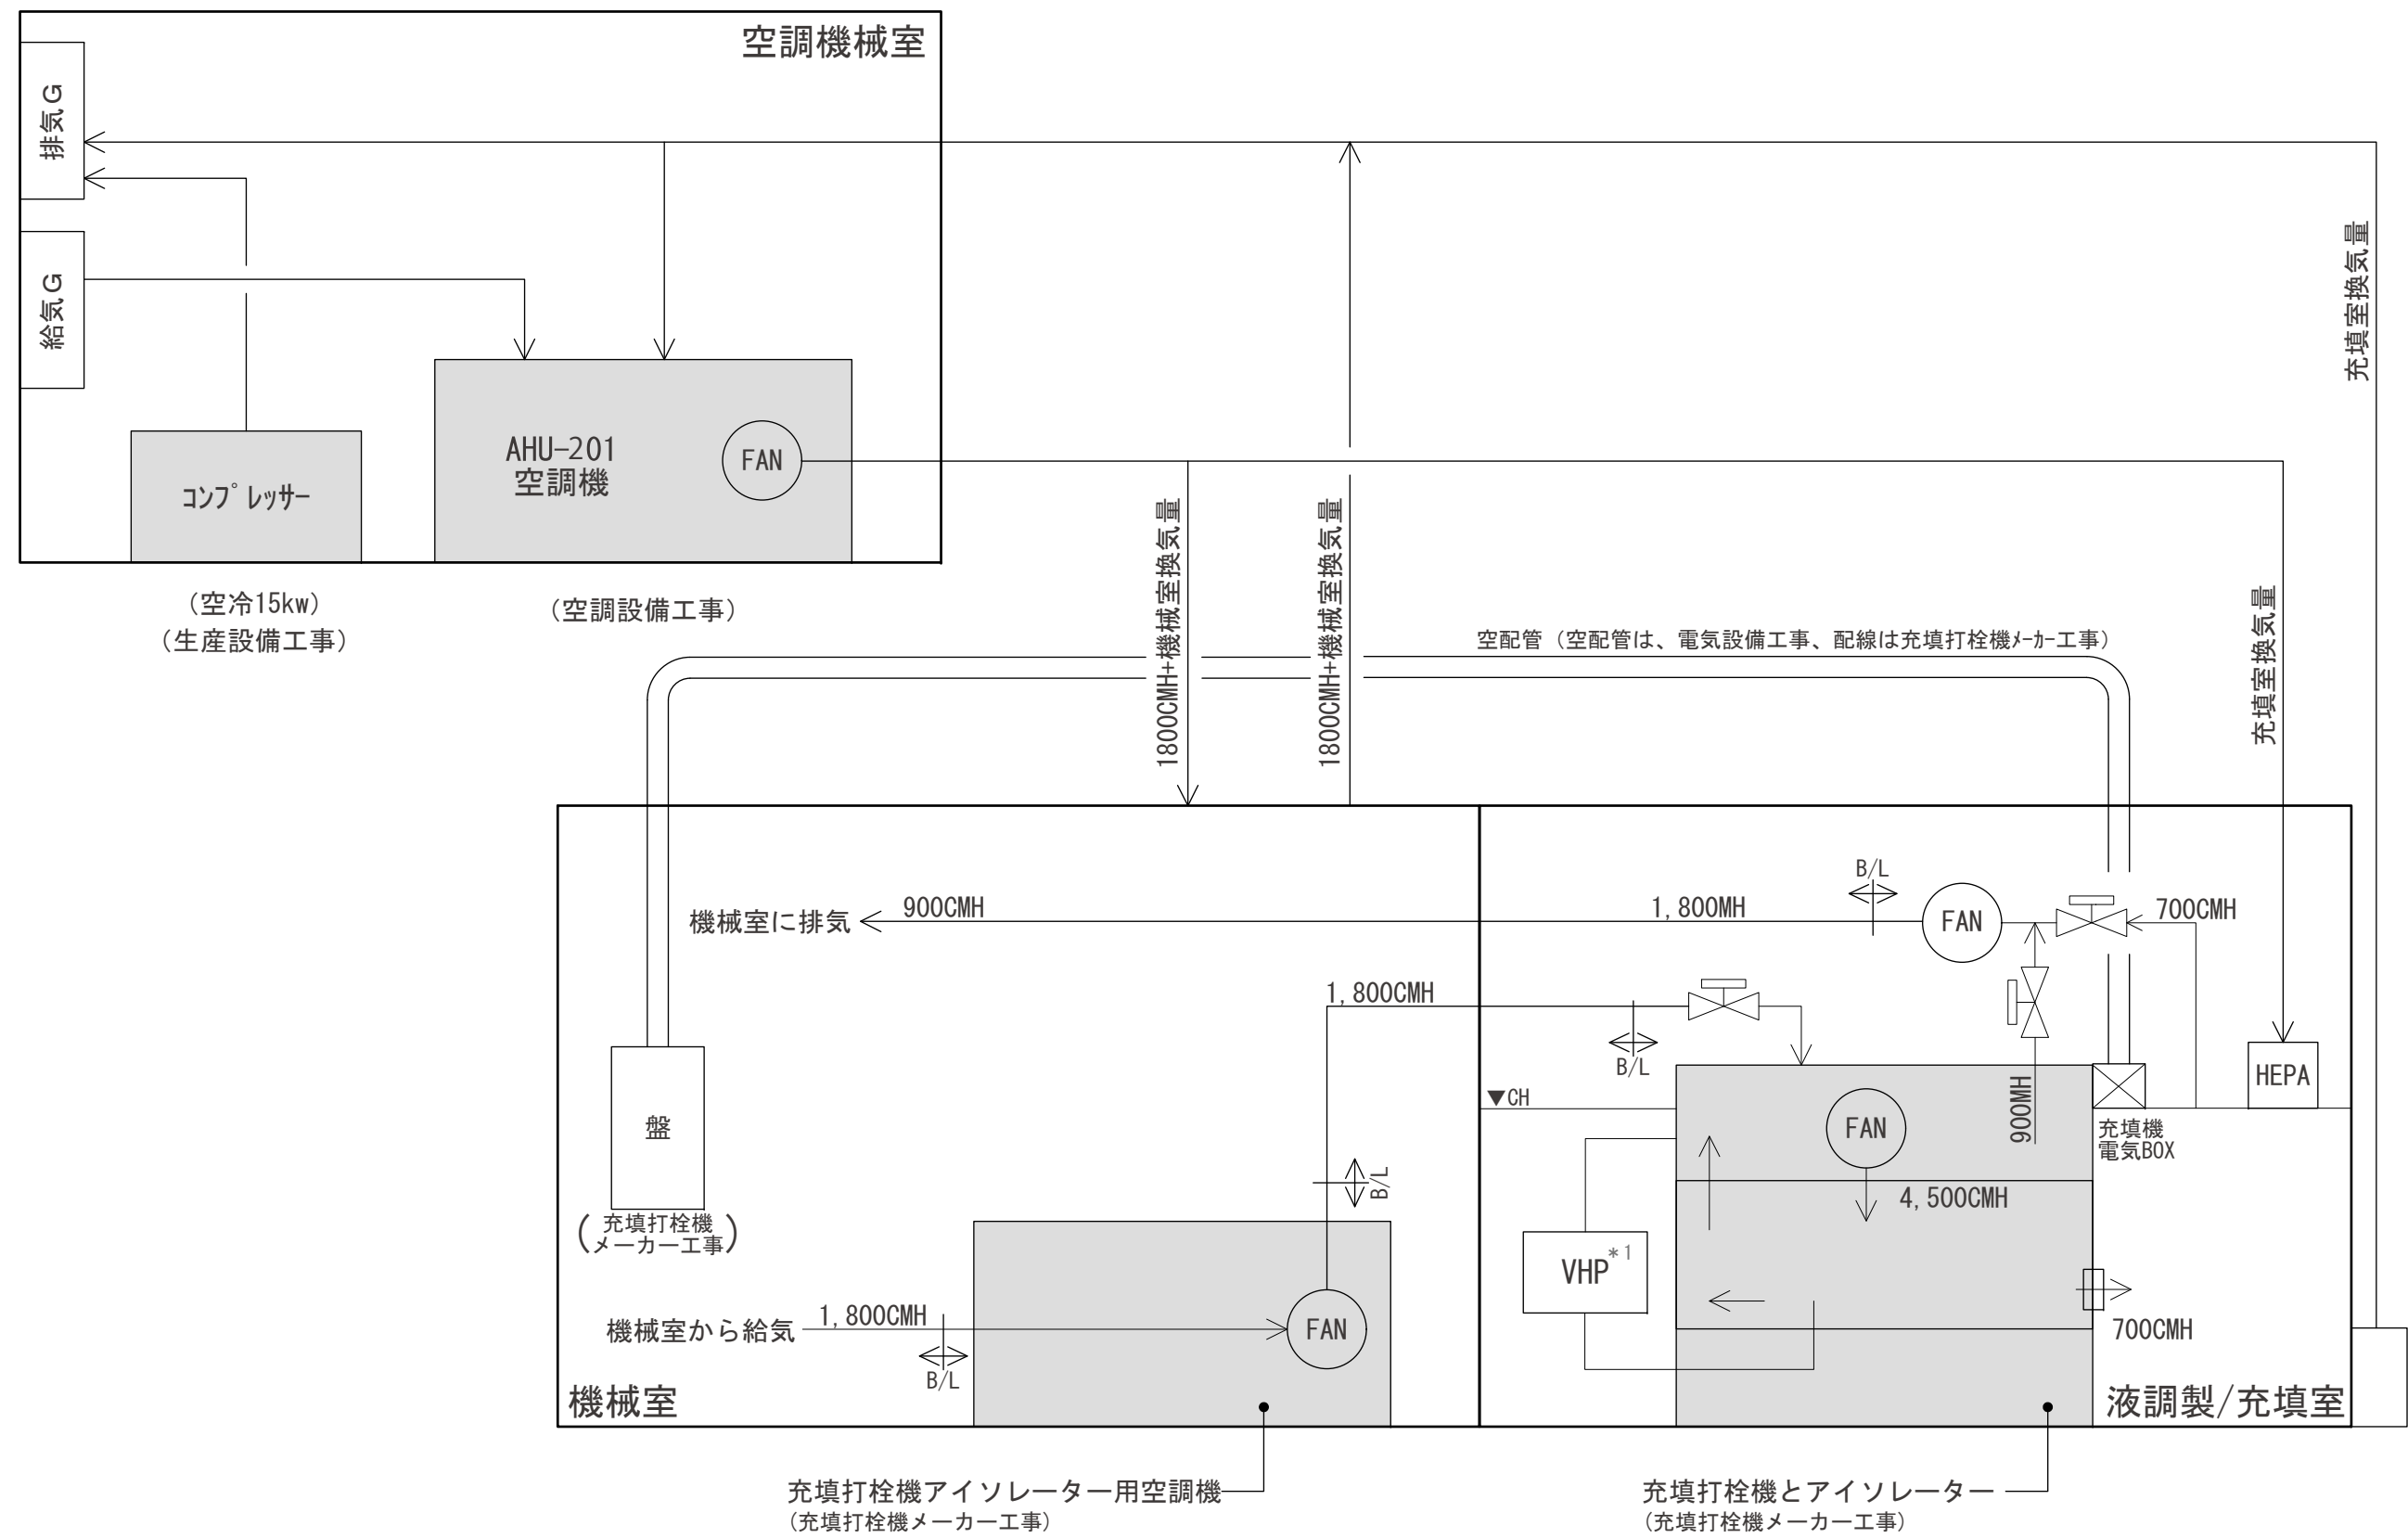 空調機械室
排気G
給気G
AHU-201
空調機
FAN
ｺﾝﾌﾟﾚｯｻｰ
(空冷15kw)
(生産設備工事)
(空調設備工事)
1800CMH+機械室換気量
1800CMH+機械室換気量
充填室換気量
充填室換気量
空配管（空配管は、電気設備工事、配線は充填打栓機ﾒｰｶｰ工事）
機械室に排気
900CMH
1,800MH
B/L
FAN
700CMH
1,800CMH
B/L
900MH
HEPA
▼CH
FAN
充填機
電気BOX
盤
充填打栓機
メーカー工事
B/L
4,500CMH
VHP*1
700CMH
機械室から給気
1,800CMH
B/L
FAN
機械室
液調製/充填室
充填打栓機アイソレーター用空調機
(充填打栓機メーカー工事)
充填打栓機とアイソレーター
(充填打栓機メーカー工事)